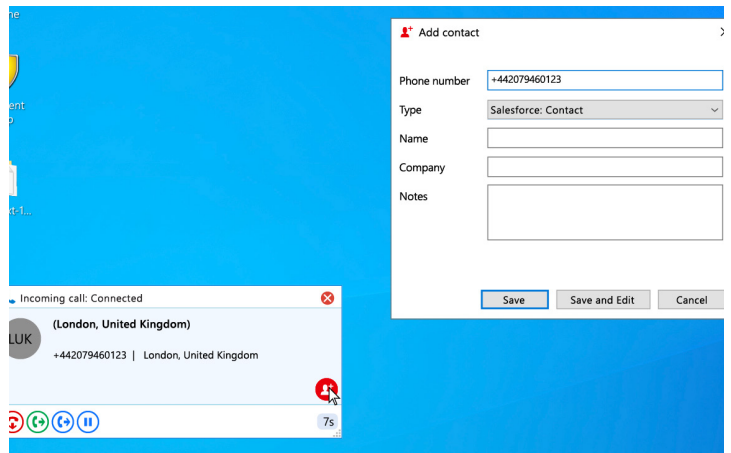 Add contact
Phone number +442079460123
Type Salesforce: Contact
Name
Company
Notes
Save Save and Edit Cancel
Incoming call: Connected
(London, United Kingdom)
LUK
+442079460123 | London, United Kingdom
7s